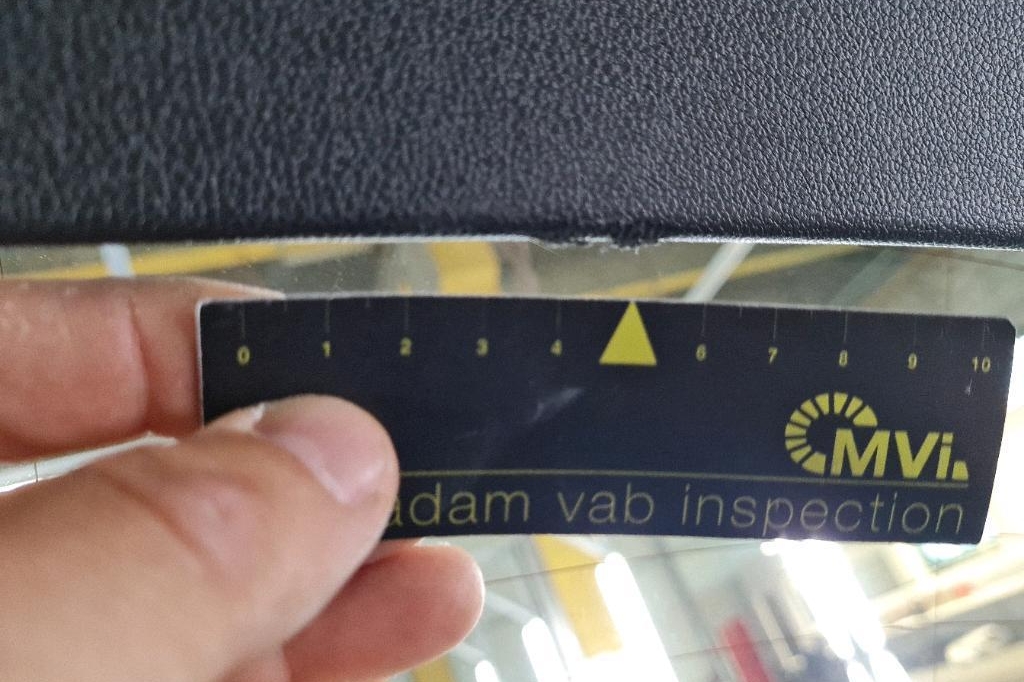 0 1 2 3 4 6 7 8 9 10
MVi
adam vab inspection